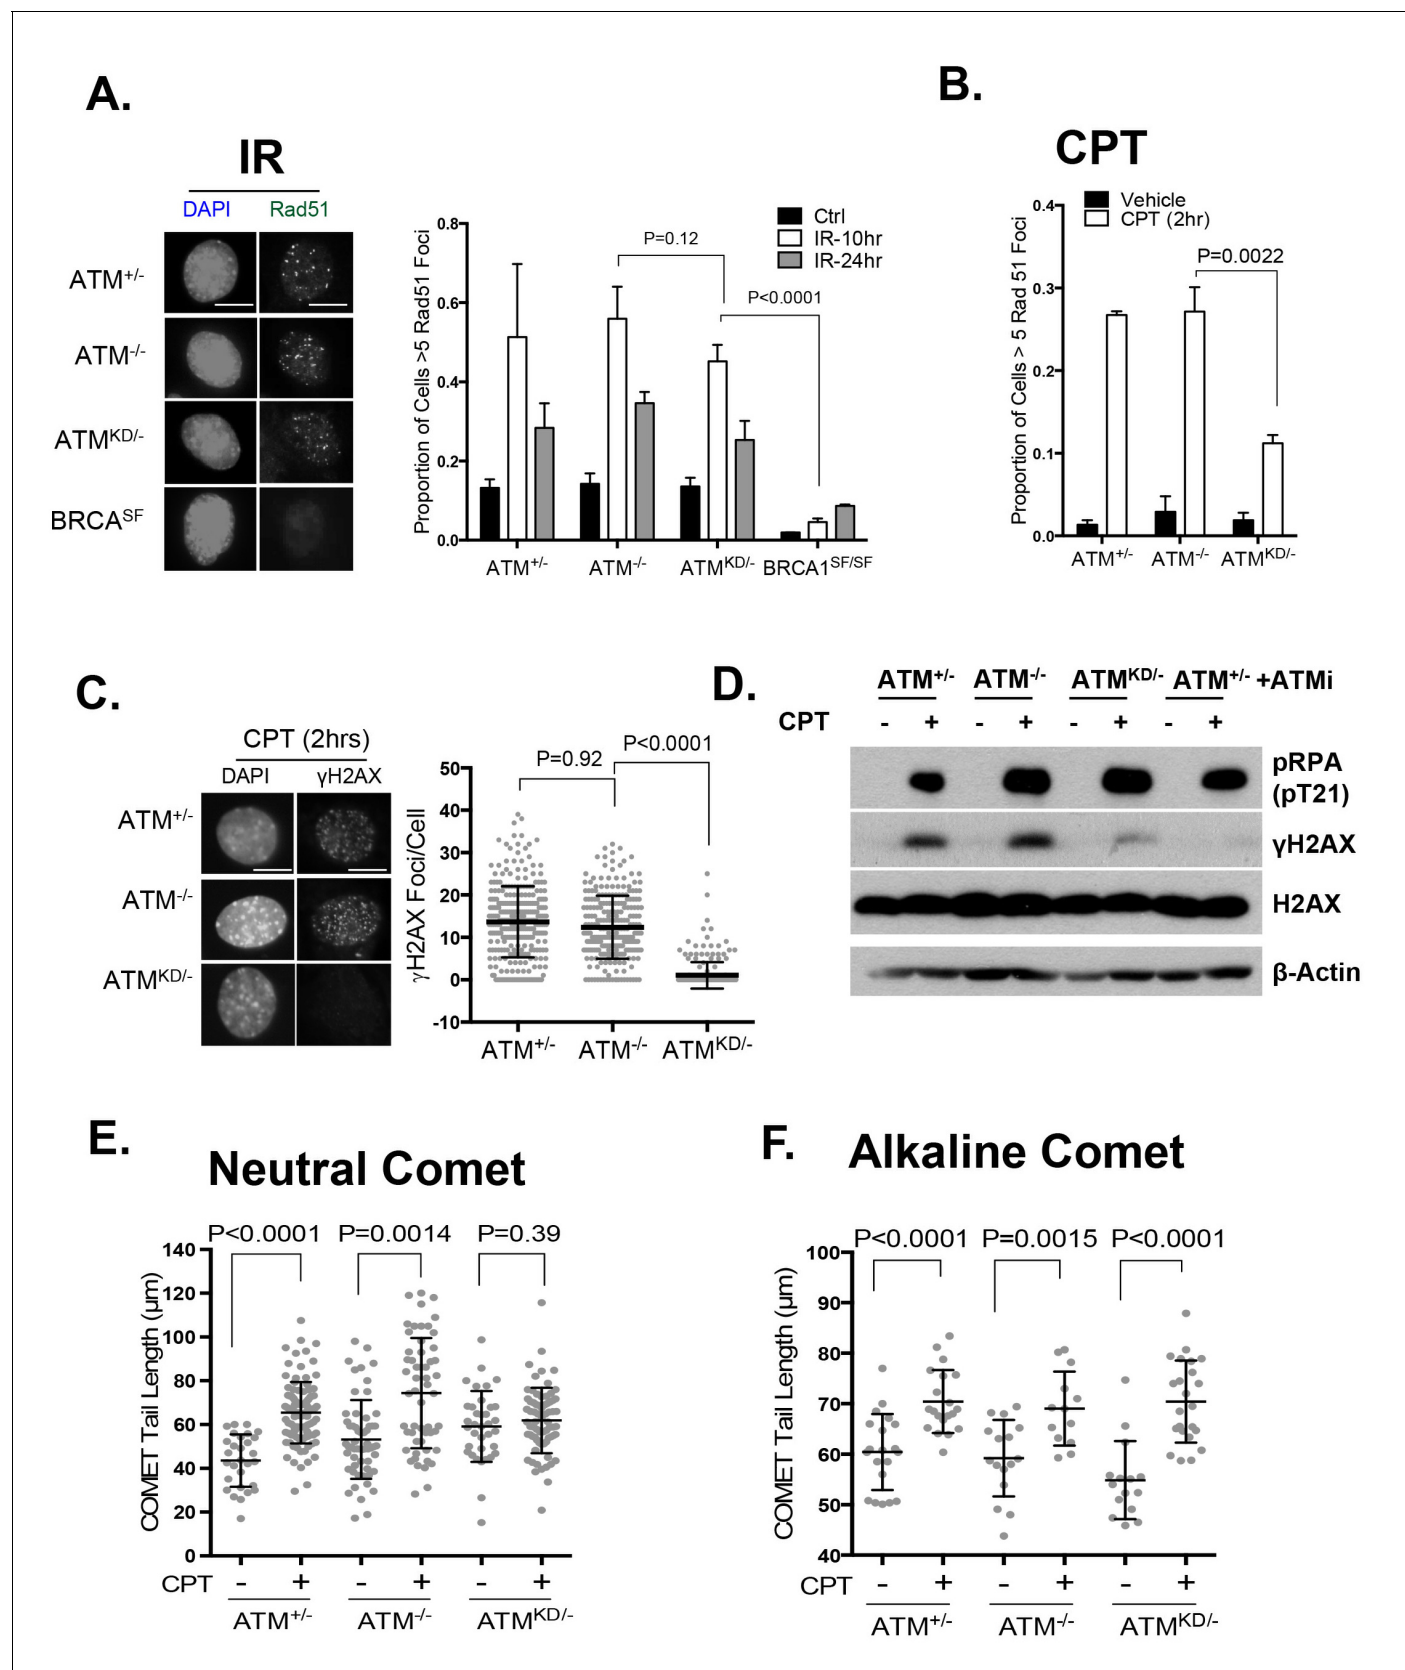 A.
IR
DAPI Rad51
ATM+/-
ATM-/-
ATMKD/-
BRCASF
Proportion of Cells >5 Rad51 Foci
0.8
0.6
0.4
0.2
0.0
Ctrl
IR-10hr
IR-24hr
P=0.12
P<0.0001
ATM+/- ATM-/- ATMKD/- BRCA1SF/SF
B.
CPT
Vehicle
CPT (2hr)
Proportion of Cells > 5 Rad 51 Foci
0.4
0.3
0.2
0.1
0.0
P=0.0022
ATM+/- ATM-/- ATMKD/-
C.
CPT (2hrs)
DAPI γH2AX
ATM+/-
ATM-/-
ATMKD/-
γH2AX Foci/Cell
50
40
30
20
10
0
-10
P=0.92
P<0.0001
ATM+/- ATM-/- ATMKD/-
D.
ATM+/- ATM-/- ATMKD/- ATM+/- +ATMi
CPT - + - + - + - +
pRPA
(pT21)
γH2AX
H2AX
β-Actin
E.
Neutral Comet
P<0.0001 P=0.0014 P=0.39
COMET Tail Length (µm)
140
120
100
80
60
40
20
0
CPT - + - + - +
ATM+/- ATM-/- ATMKD/-
F.
Alkaline Comet
P<0.0001 P=0.0015 P<0.0001
COMET Tail Length (µm)
100
90
80
70
60
50
40
CPT - + - + - +
ATM+/- ATM-/- ATMKD/-